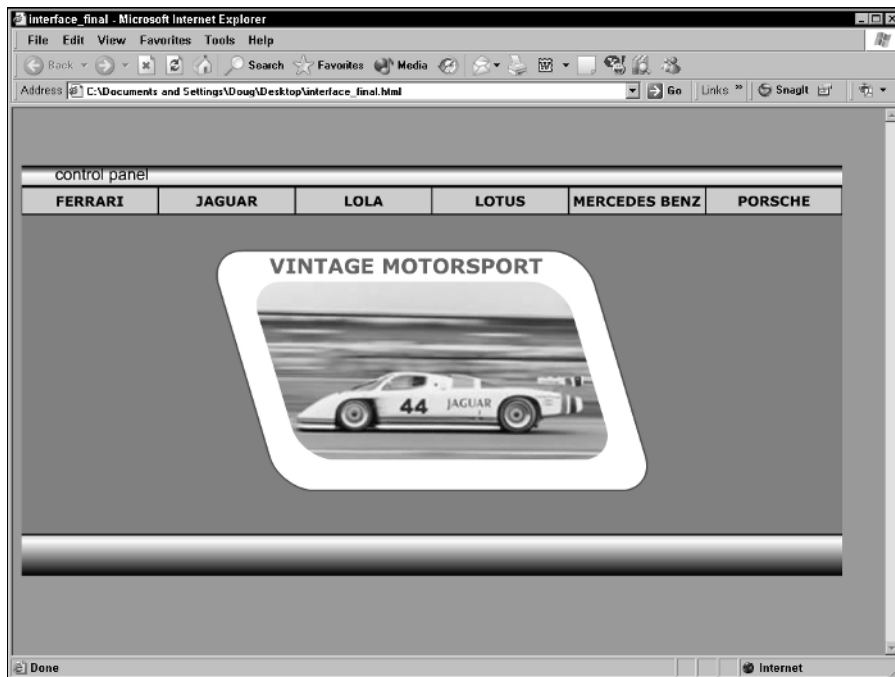 interface_final - Microsoft Internet Explorer
File Edit View Favorites Tools Help
Back Search Favorites Media
Address C:\Documents and Settings\Doug\Desktop\interface_final.html Go Links » SnagIt
control panel
FERRARI JAGUAR LOLA LOTUS MERCEDES BENZ PORSCHE
VINTAGE MOTORSPORT
44 JAGUAR
Done Internet